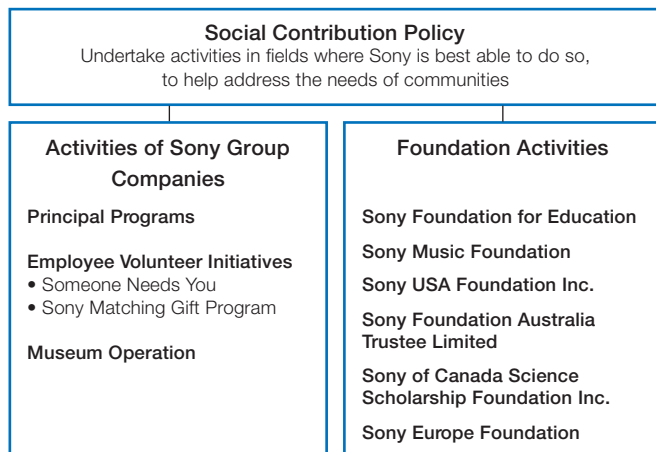 Social Contribution Policy
Undertake activities in fields where Sony is best able to do so,
to help address the needs of communities
Activities of Sony Group
Companies
Principal Programs
Employee Volunteer Initiatives
• Someone Needs You
• Sony Matching Gift Program
Museum Operation
Foundation Activities
Sony Foundation for Education
Sony Music Foundation
Sony USA Foundation Inc.
Sony Foundation Australia
Trustee Limited
Sony of Canada Science
Scholarship Foundation Inc.
Sony Europe Foundation